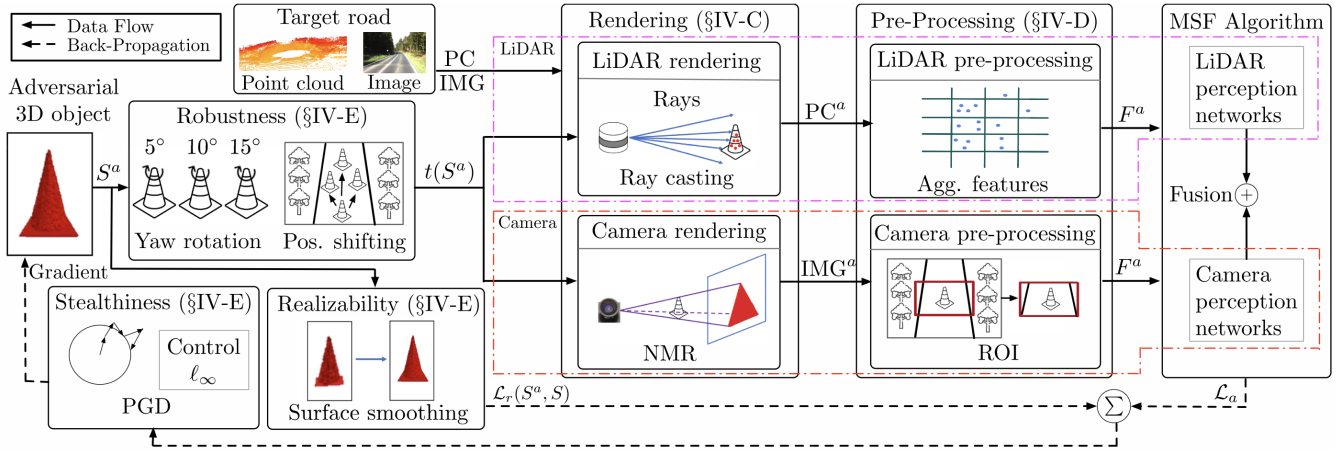 Data Flow
Back-Propagation
Target road
Point cloud
Image
PC
IMG
Adversarial
3D object
S^a
Robustness (§IV-E)
5°
10°
15°
Yaw rotation
Pos. shifting
t(S^a)
Gradient
Stealthiness (§IV-E)
Control
ℓ∞
PGD
Realizability (§IV-E)
Surface smoothing
L_r(S^a, S)
Rendering (§IV-C)
LiDAR
LiDAR rendering
Rays
Ray casting
PC^a
Camera
Camera rendering
NMR
IMG^a
Pre-Processing (§IV-D)
LiDAR pre-processing
Agg. features
F^a
Camera pre-processing
ROI
F^a
MSF Algorithm
LiDAR
perception
networks
Fusion
+
Camera
perception
networks
L_a
∑